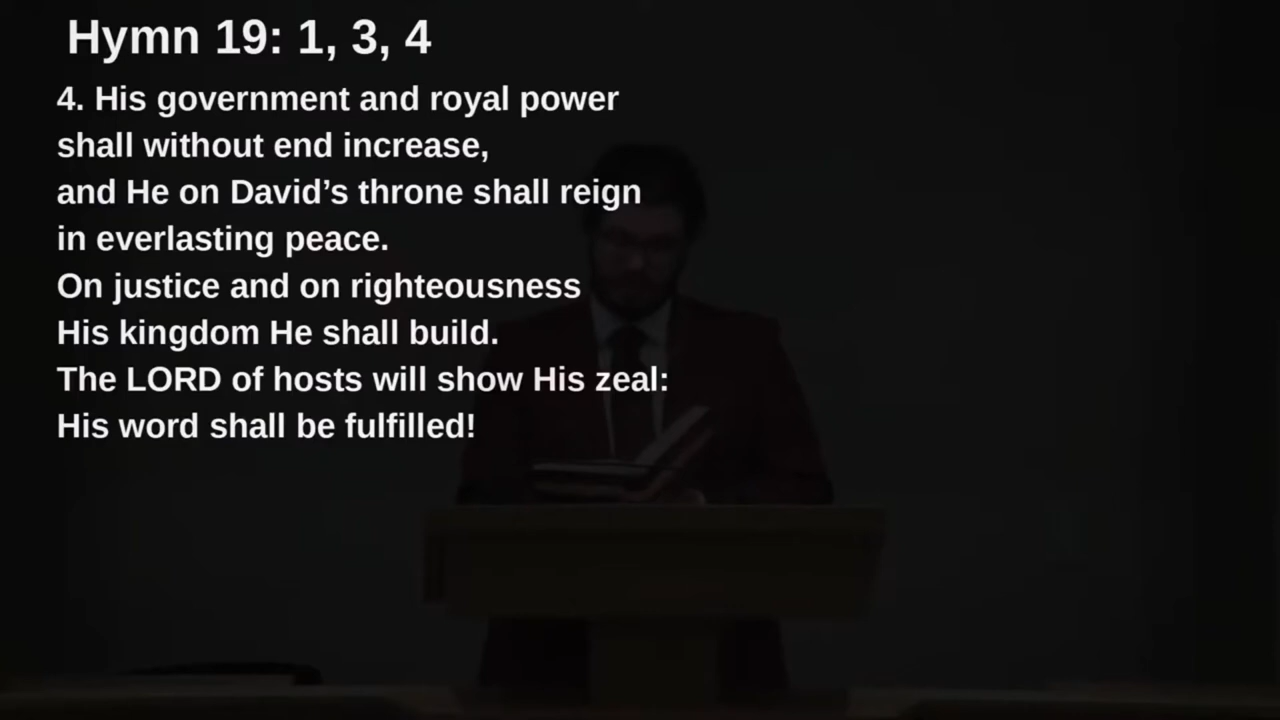 Hymn 19: 1, 3, 4
4. His government and royal power
shall without end increase,
and He on David’s throne shall reign
in everlasting peace.
On justice and on righteousness
His kingdom He shall build.
The LORD of hosts will show His zeal:
His word shall be fulfilled!